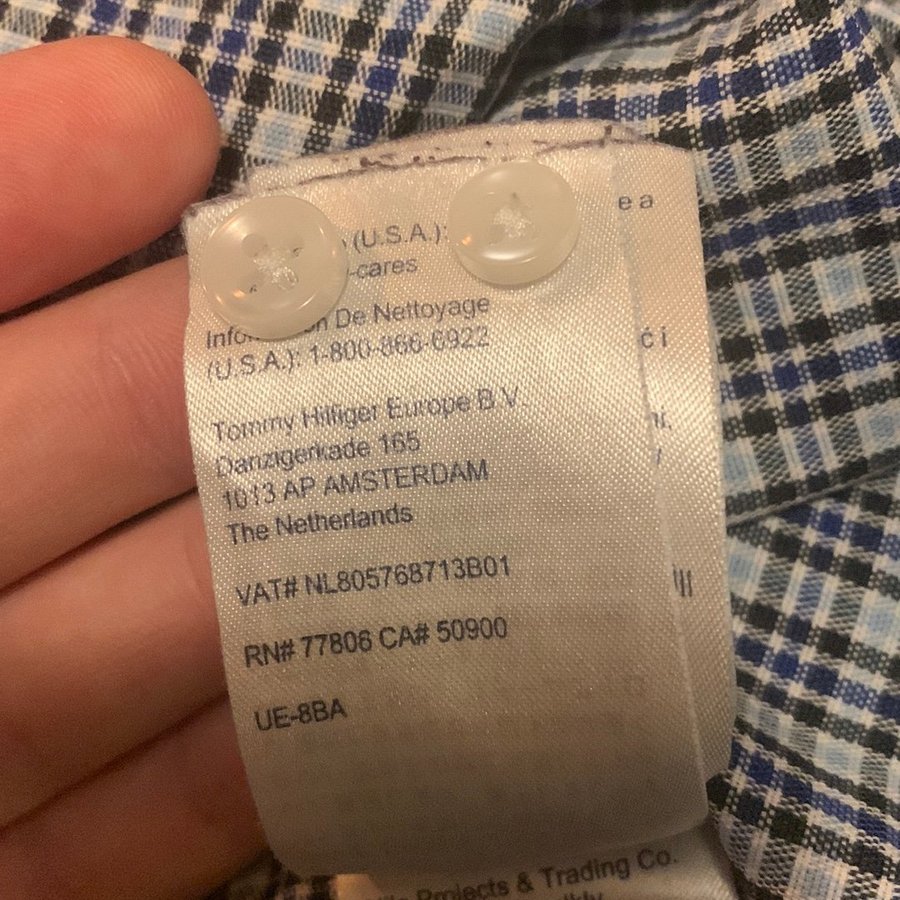 (U.S.A.):
-cares
De Nettoyage
(U.S.A.): 1-800-866-6922
Tommy Hilfiger Europe B.V.
Danzigerkade 165
1013 AP AMSTERDAM
The Netherlands
VAT# NL805768713B01
RN# 77806 CA# 50900
UE-8BA
e a
Projects & Trading Co.